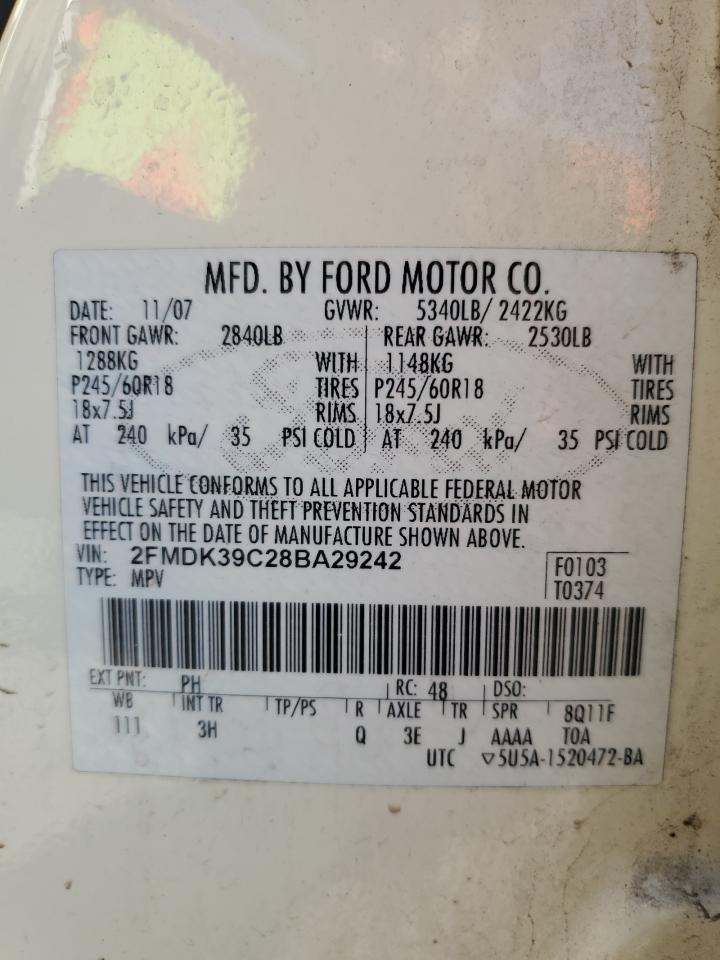 MFD. BY FORD MOTOR CO.
DATE: 11/07 GVWR: 5340LB/ 2422KG
FRONT GAWR: 2840LB REAR GAWR: 2530LB
1288KG WITH 1148KG WITH
P245/60R18 TIRES P245/60R18 TIRES
18x7.5J RIMS 18x7.5J RIMS
AT 240 kPa/ 35 PSI COLD AT 240 kPa/ 35 PSI COLD
THIS VEHICLE CONFORMS TO ALL APPLICABLE FEDERAL MOTOR
VEHICLE SAFETY AND THEFT PREVENTION STANDARDS IN
EFFECT ON THE DATE OF MANUFACTURE SHOWN ABOVE.
VIN: 2FMDK39C28BA29242 F0103
TYPE: MPV T0374
EXT PNT: PH RC: 48 DSO:
WB INT TR TP/PS R AXLE TR SPR 8Q11F
111 3H Q 3E J AAAA TOA
UTC ▽5U5A-1520472-BA